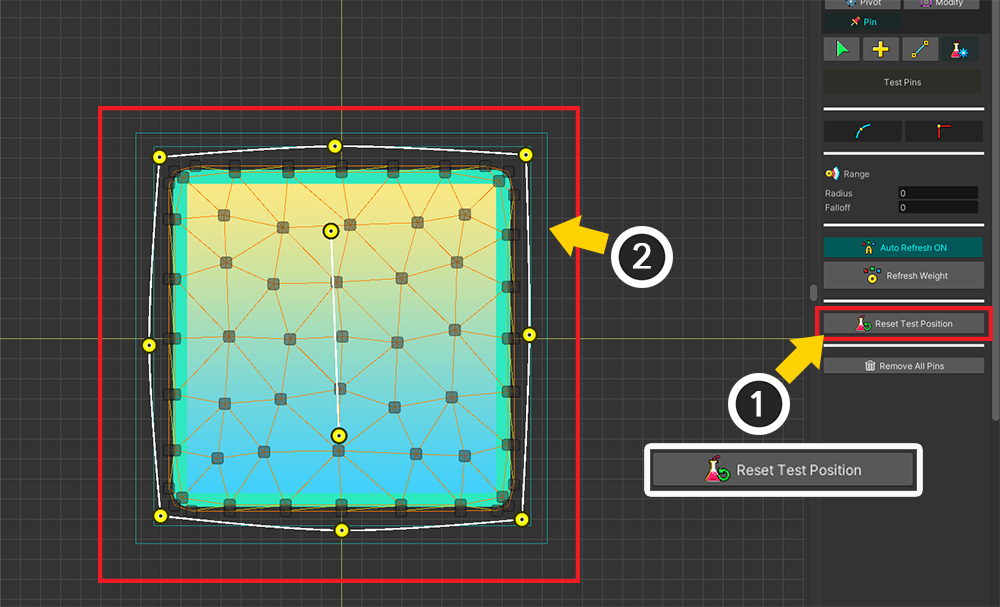 Pivot
Modify
Pin
Test Pins
Range
Radius
0
Falloff
0
Auto Refresh ON
Refresh Weight
Reset Test Position
Remove All Pins
2
1
Reset Test Position